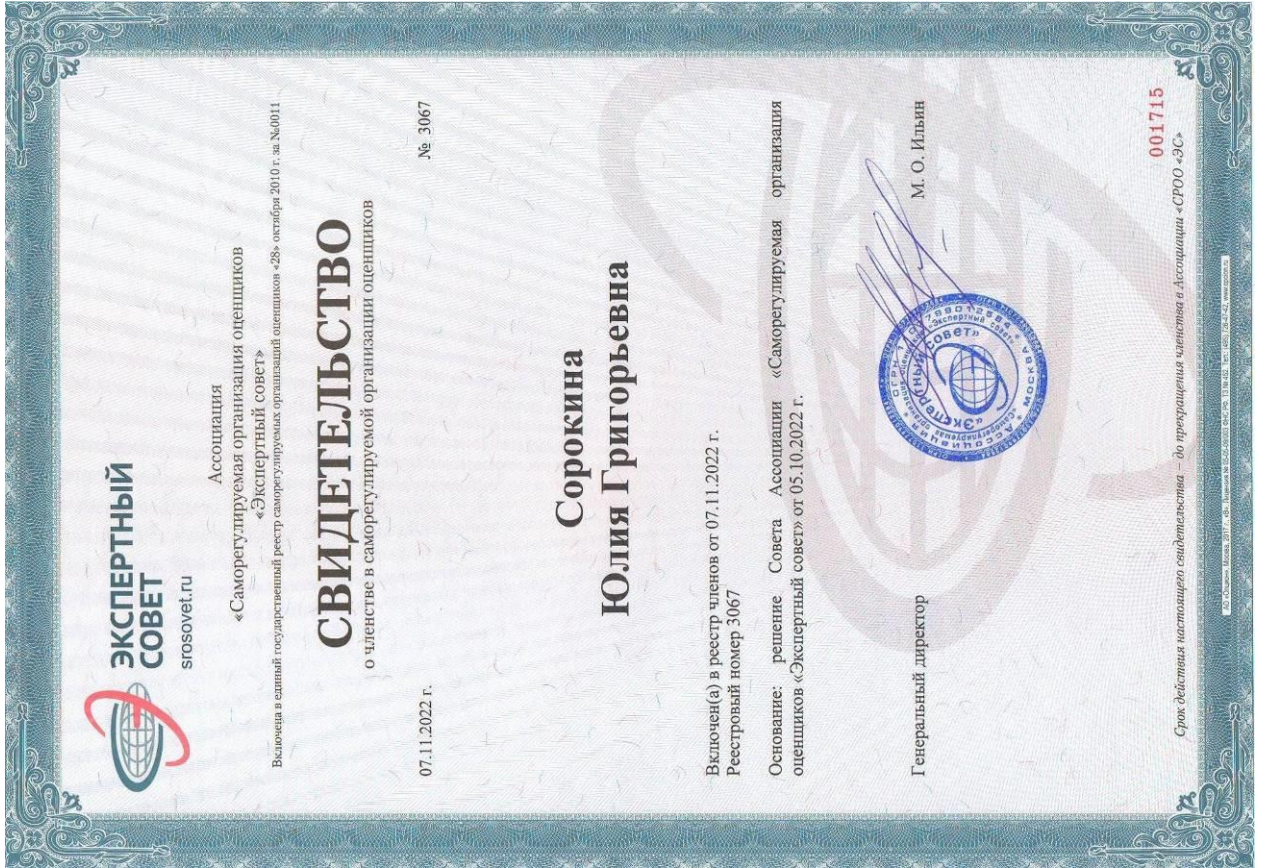 ЭКСПЕРТНЫЙ
СОВЕТ
srosovet.ru
Ассоциация
«Саморегулируемая организация оценщиков
«Экспертный совет»
Включена в единый государственный реестр саморегулируемых организаций оценщиков «28» октября 2010 г. за №0011
СВИДЕТЕЛЬСТВО
о членстве в саморегулируемой организации оценщиков
07.11.2022 г. № 3067
Сорокина
Юлия Григорьевна
Включен(а) в реестр членов от 07.11.2022 г.
Реестровый номер 3067
Основание: решение Совета Ассоциации «Саморегулируемая организация
оценщиков «Экспертный совет» от 05.10.2022 г.
Генеральный директор М. О. Ильин
«Экспертный совет»
МОСКВА
001715
Срок действия настоящего свидетельства – до прекращения членства в Ассоциации «СРОО «ЭС»